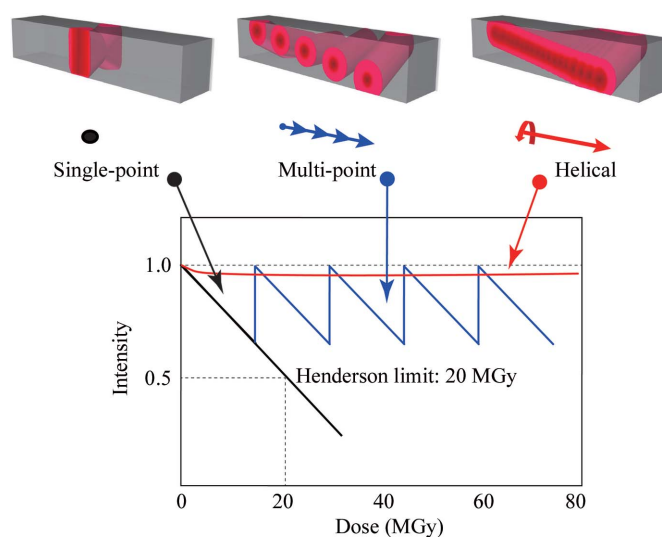 Single-point
Multi-point
Helical
1.0
Henderson limit: 20 MGy
0.5
Intensity
0
20
40
60
80
Dose (MGy)